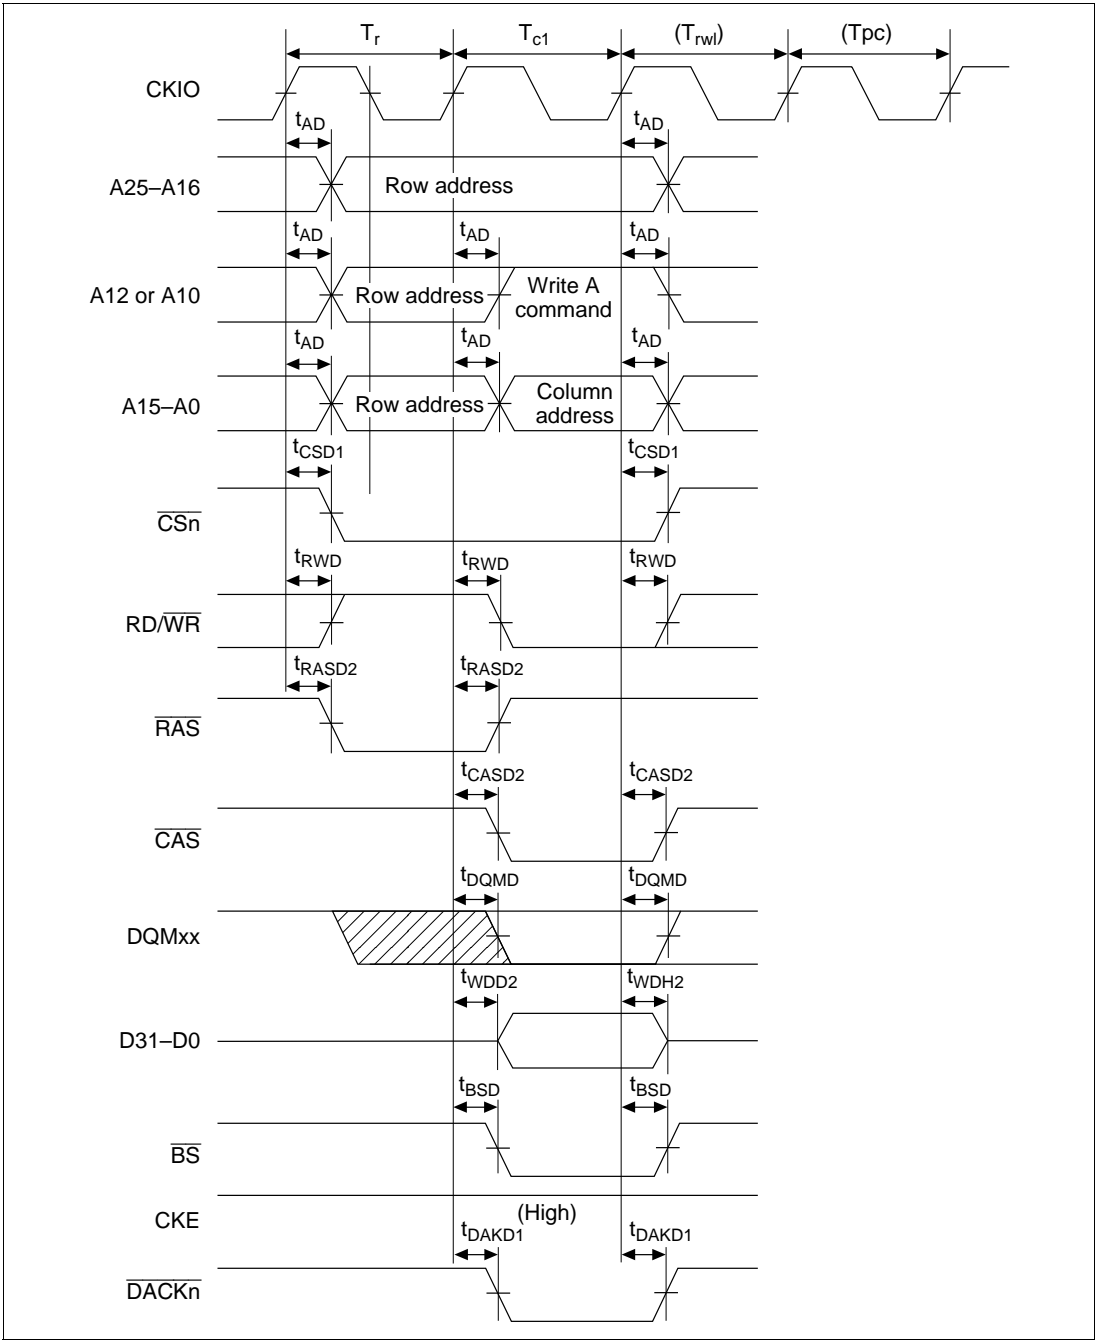 Tr Tc1 (Trwl) (Tpc)
CKIO
tAD tAD
A25–A16 Row address
tAD tAD tAD
A12 or A10 Row address Write A command
tAD tAD tAD
A15–A0 Row address Column address
tCSD1 tCSD1
CSn
tRWD tRWD tRWD
RD/WR
tRASD2 tRASD2
RAS
tCASD2 tCASD2
CAS
tDQMD tDQMD
DQMxx
tWDD2 tWDH2
D31–D0
tBSD tBSD
BS
CKE (High)
tDAKD1 tDAKD1
DACKn